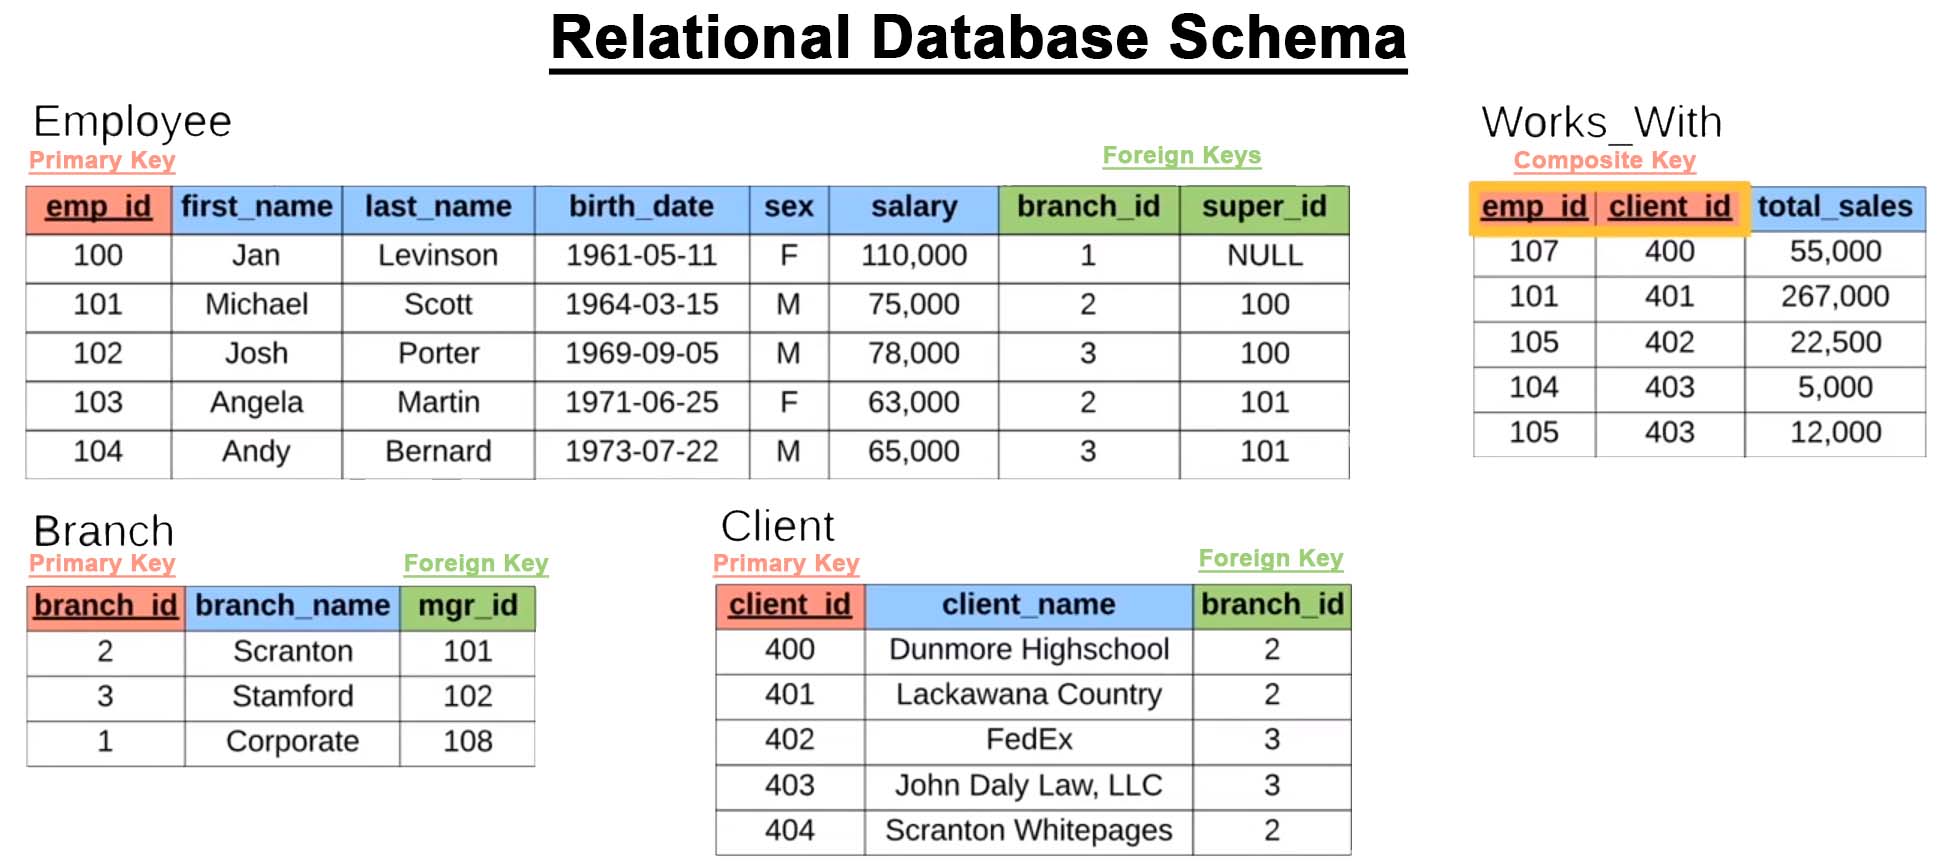 Relational Database Schema
Employee
Primary Key
Foreign Keys
emp_id first_name last_name birth_date sex salary branch_id super_id
100 Jan Levinson 1961-05-11 F 110,000 1 NULL
101 Michael Scott 1964-03-15 M 75,000 2 100
102 Josh Porter 1969-09-05 M 78,000 3 100
103 Angela Martin 1971-06-25 F 63,000 2 101
104 Andy Bernard 1973-07-22 M 65,000 3 101
Works_With
Composite Key
emp_id client_id total_sales
107 400 55,000
101 401 267,000
105 402 22,500
104 403 5,000
105 403 12,000
Branch
Primary Key
Foreign Key
branch_id branch_name mgr_id
2 Scranton 101
3 Stamford 102
1 Corporate 108
Client
Primary Key
Foreign Key
client_id client_name branch_id
400 Dunmore Highschool 2
401 Lackawana Country 2
402 FedEx 3
403 John Daly Law, LLC 3
404 Scranton Whitepages 2